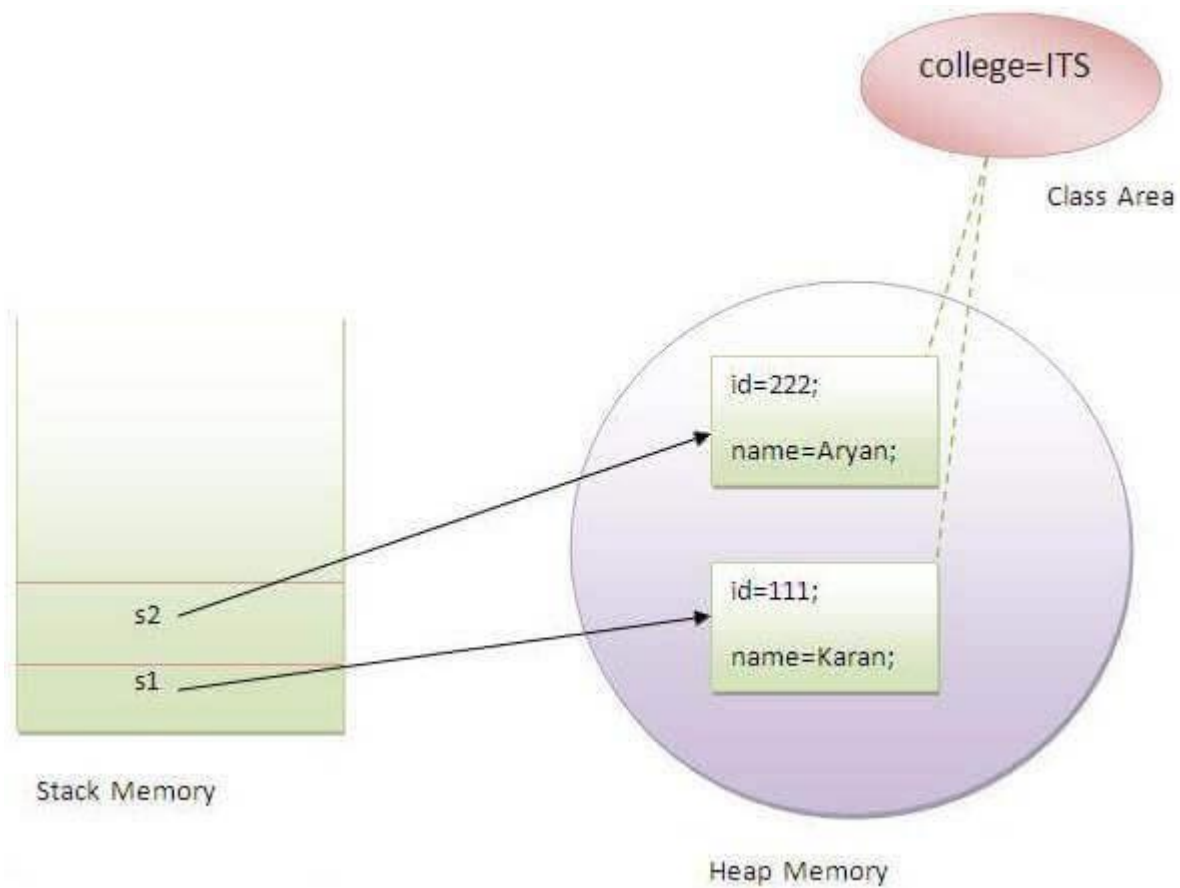 college=ITS
Class Area
id=222;
name=Aryan;
s2
id=111;
name=Karan;
s1
Stack Memory
Heap Memory